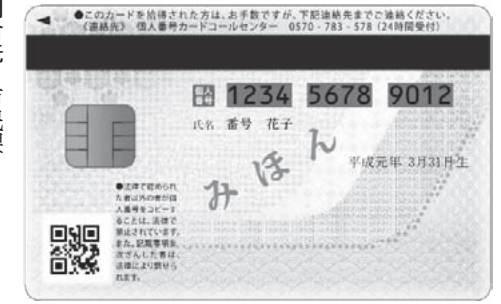 ●このカードを拾得された方は、お手数ですが、下記連絡先までご連絡ください。
《連絡先》 個人番号カードコールセンター 0570-783-578（24時間受付）
個人番号 1234 5678 9012
氏名 番号 花子
平成元年 3月31日生
みほん
●法律で認められ
た者以外の者が個
人番号をコピーす
ることは、法律で
禁止されています。
また、記載事項を
改ざんした者は、
法律により罰せら
れます。